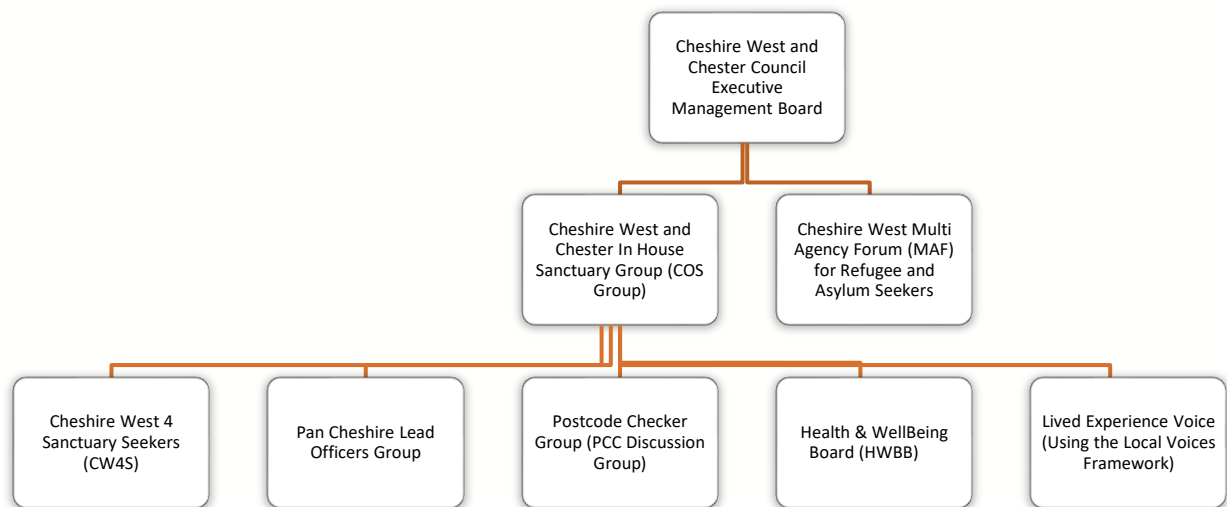 Cheshire West and
Chester Council
Executive
Management Board
Cheshire West and
Chester In House
Sanctuary Group (COS
Group)
Cheshire West Multi
Agency Forum (MAF)
for Refugee and
Asylum Seekers
Cheshire West 4
Sanctuary Seekers
(CW4S)
Pan Cheshire Lead
Officers Group
Postcode Checker
Group (PCC Discussion
Group)
Health & WellBeing
Board (HWBB)
Lived Experience Voice
(Using the Local Voices
Framework)